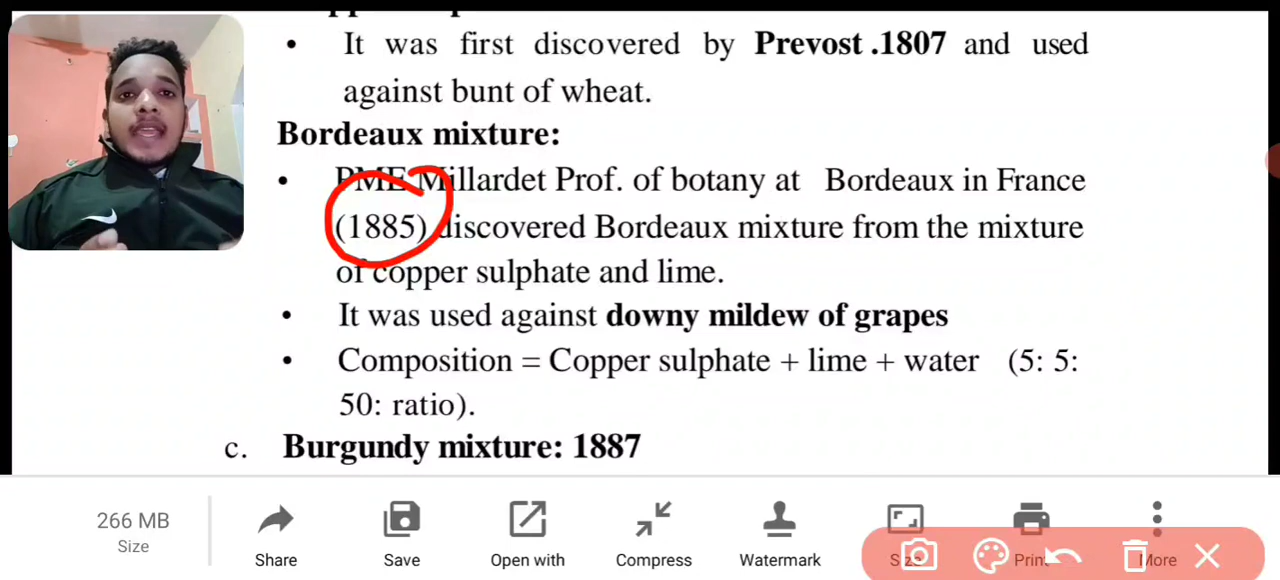 • It was first discovered by Prevost .1807 and used
against bunt of wheat.
Bordeaux mixture:
• PME Millardet Prof. of botany at Bordeaux in France
(1885) discovered Bordeaux mixture from the mixture
of copper sulphate and lime.
• It was used against downy mildew of grapes
• Composition = Copper sulphate + lime + water (5: 5:
50: ratio).
c. Burgundy mixture: 1887
266 MB
Size
Share
Save
Open with
Compress
Watermark
Size
Print
More